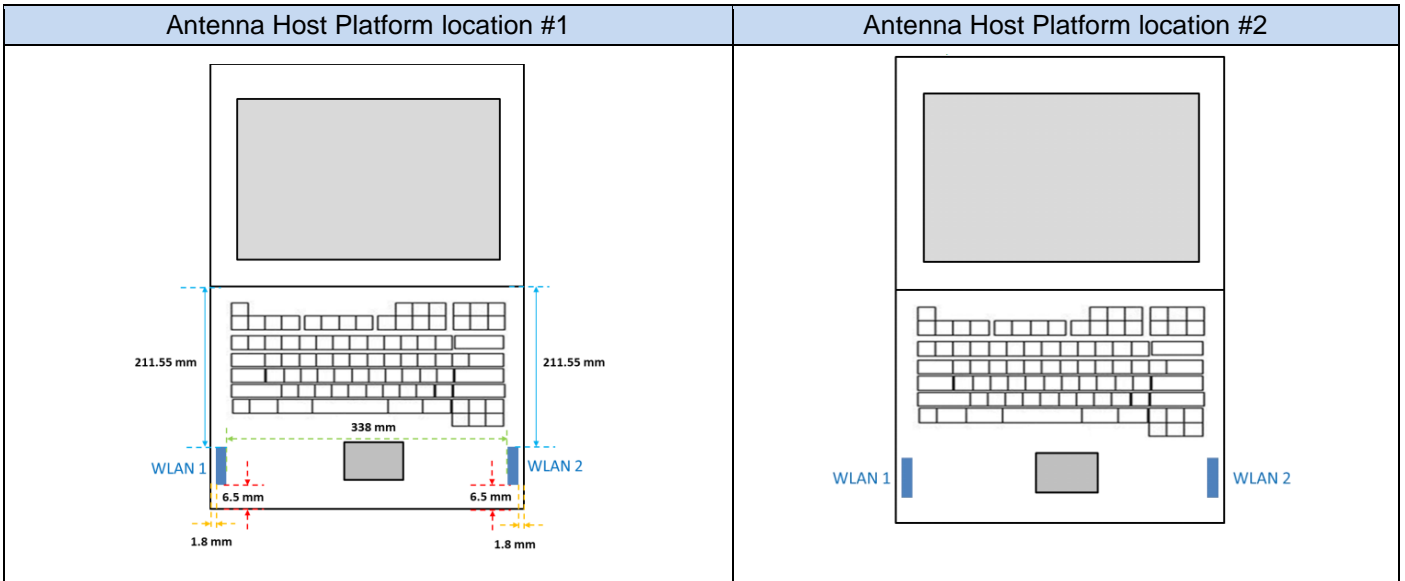 Antenna Host Platform location #1
Antenna Host Platform location #2
211.55 mm
211.55 mm
338 mm
WLAN 1
WLAN 2
6.5 mm
6.5 mm
1.8 mm
1.8 mm
WLAN 1
WLAN 2